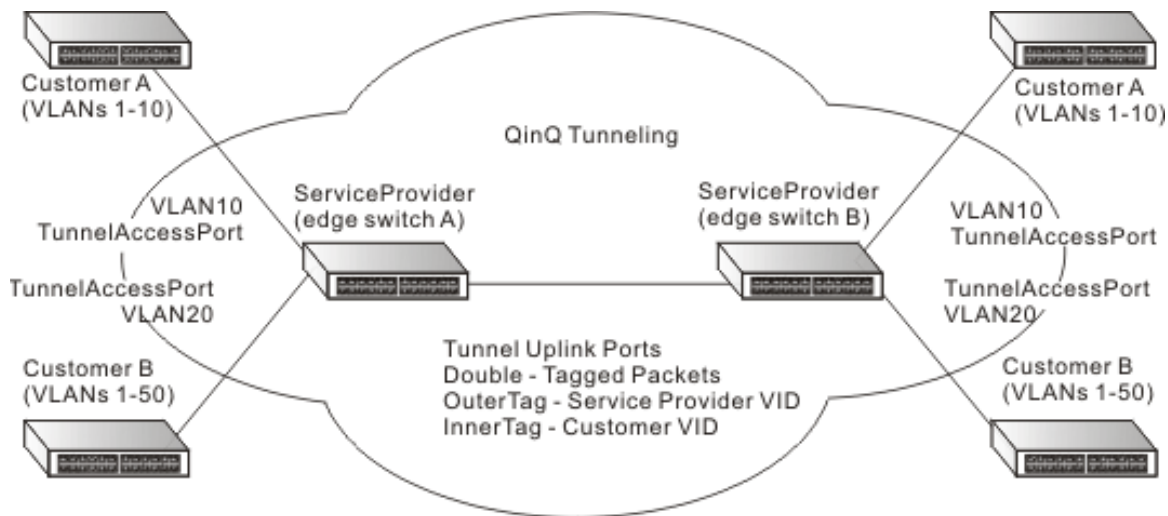 Customer A
(VLANs 1-10)
Customer A
(VLANs 1-10)
QinQ Tunneling
ServiceProvider
(edge switch A)
ServiceProvider
(edge switch B)
VLAN10
TunnelAccessPort
VLAN10
TunnelAccessPort
TunnelAccessPort
VLAN20
TunnelAccessPort
VLAN20
Tunnel Uplink Ports
Double - Tagged Packets
OuterTag - Service Provider VID
InnerTag - Customer VID
Customer B
(VLANs 1-50)
Customer B
(VLANs 1-50)